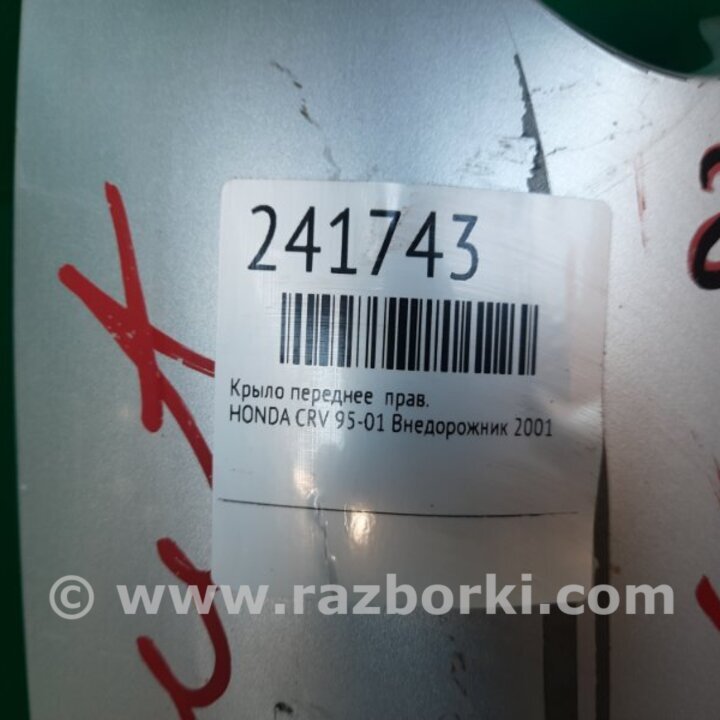 241743
Крыло переднее прав.
HONDA CRV 95-01 Внедорожник 2001
© www.razborki.com